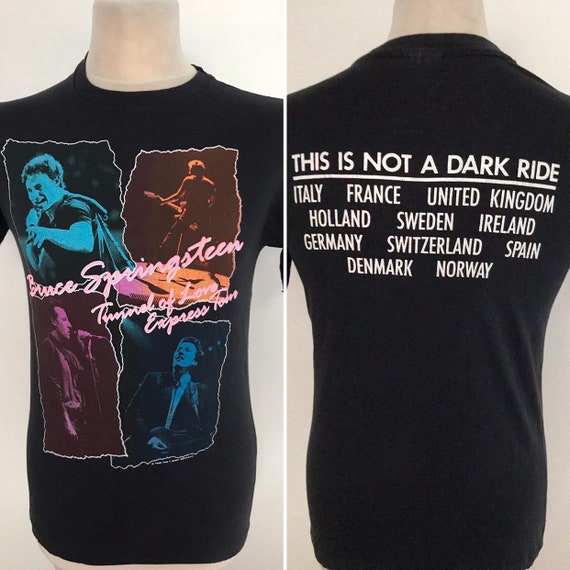 Bruce Springsteen
Tunnel of Love
Express Tour
THIS IS NOT A DARK RIDE
ITALY FRANCE UNITED KINGDOM
HOLLAND SWEDEN IRELAND
GERMANY SWITZERLAND SPAIN
DENMARK NORWAY